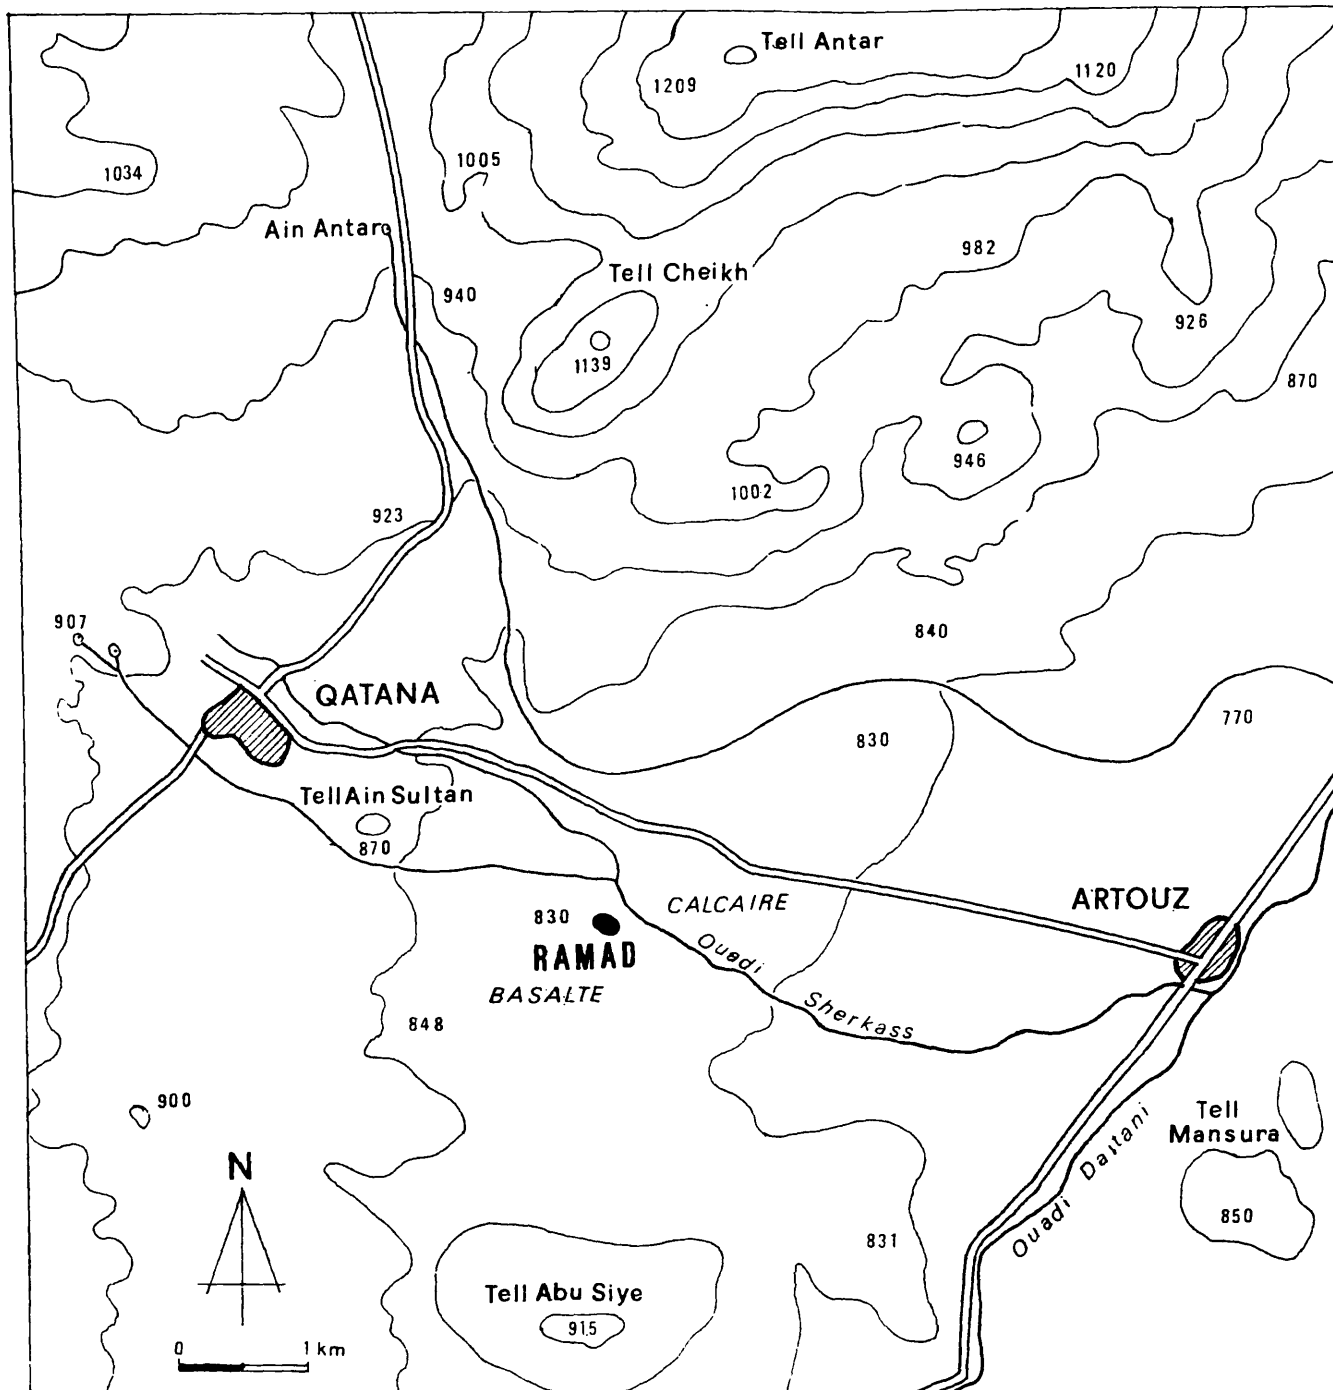 Tell Antar
1120
1209
1005
1034
Ain Antar
982
Tell Cheikh
940
926
1139
870
946
1002
923
907
840
QATANA
770
830
Tell Ain Sultan
870
CALCAIRE
ARTOUZ
830
RAMAD
Ouadi Sherkass
BASALTE
848
900
Tell
Mansura
Ouadi Daitani
N
850
831
Tell Abu Siye
915
0 1 km